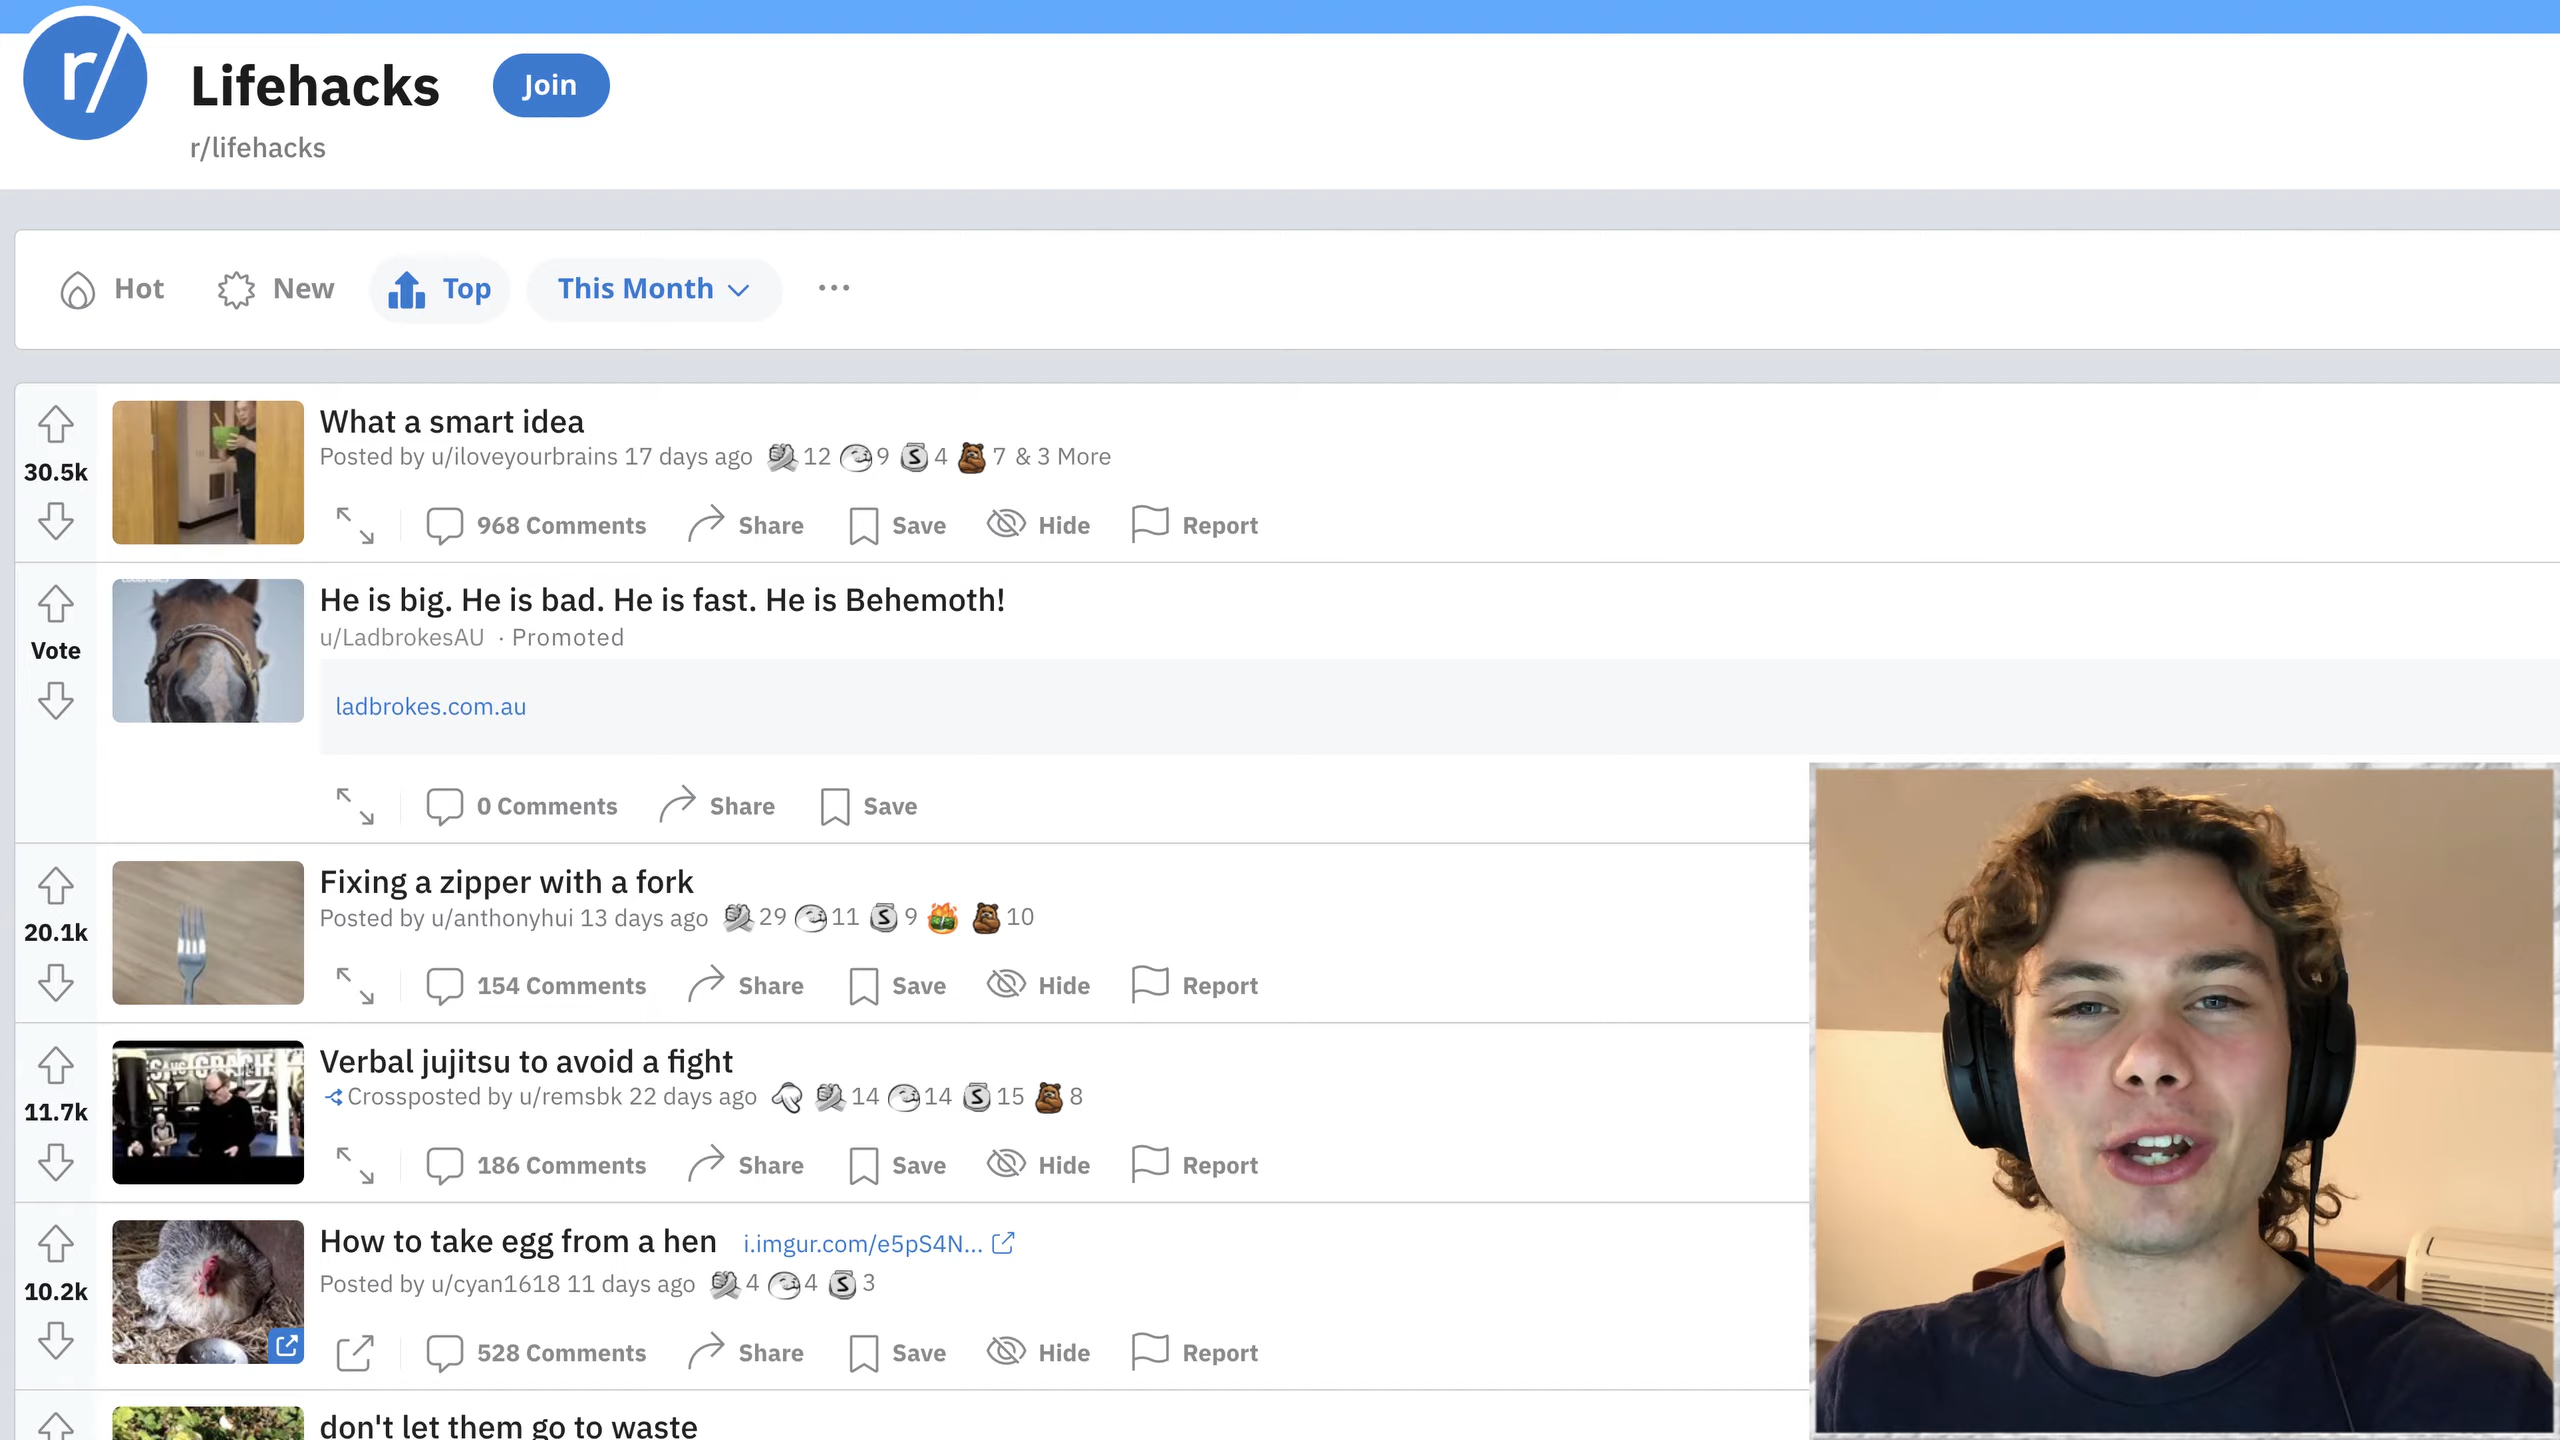 r/
Lifehacks
Join
r/lifehacks
Hot
New
Top
This Month
30.5k
What a smart idea
Posted by u/iloveyourbrains 17 days ago 12 9 S 4 7 & 3 More
968 Comments Share Save Hide Report
Vote
He is big. He is bad. He is fast. He is Behemoth!
u/LadbrokesAU · Promoted
ladbrokes.com.au
0 Comments Share Save
20.1k
Fixing a zipper with a fork
Posted by u/anthonyhui 13 days ago 29 11 S 9 10
154 Comments Share Save Hide Report
11.7k
Verbal jujitsu to avoid a fight
Crossposted by u/remsbk 22 days ago 14 14 S 15 8
186 Comments Share Save Hide Report
10.2k
How to take egg from a hen i.imgur.com/e5pS4N...
Posted by u/cyan1618 11 days ago 4 4 S 3
528 Comments Share Save Hide Report
don't let them go to waste